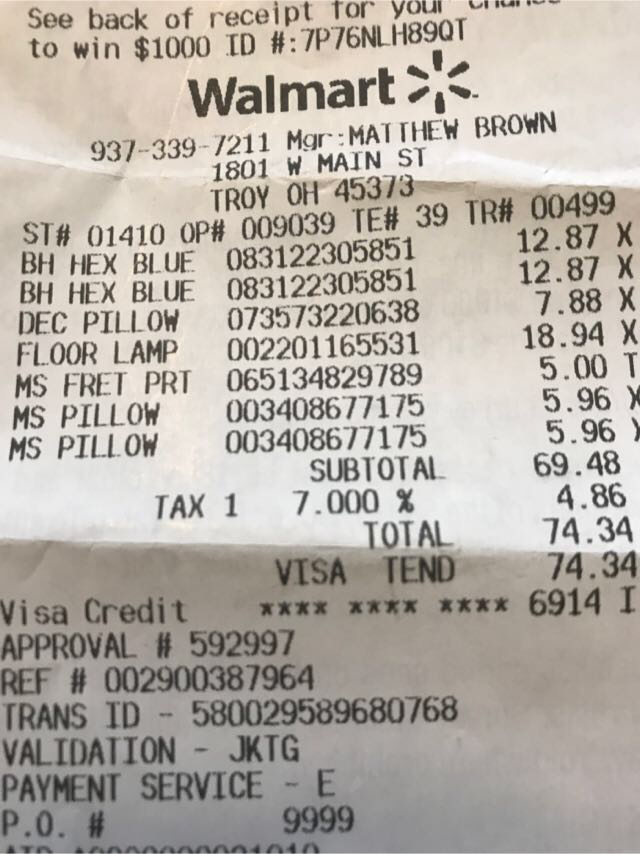 See back of receipt for your chance
to win $1000 ID #:7P76NLH89QT
Walmart
937-339-7211 Mgr:MATTHEW BROWN
1801 W MAIN ST
TROY OH 45373
ST# 01410 OP# 009039 TE# 39 TR# 00499
BH HEX BLUE 083122305851 12.87 X
BH HEX BLUE 083122305851 12.87 X
DEC PILLOW 073573220638 7.88 X
FLOOR LAMP 002201165531 18.94 X
MS FRET PRT 065134829789 5.00 T
MS PILLOW 003408677175 5.96 X
MS PILLOW 003408677175 5.96
SUBTOTAL 69.48
TAX 1 7.000 % 4.86
TOTAL 74.34
VISA TEND 74.34
Visa Credit **** **** **** 6914 I
APPROVAL # 592997
REF # 002900387964
TRANS ID - 580029589680768
VALIDATION - JKTG
PAYMENT SERVICE - E
P.O. # 9999